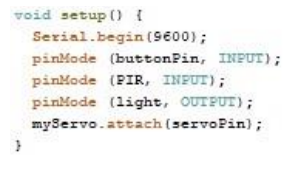 void setup() {
  Serial.begin(9600);
  pinMode (buttonPin, INPUT);
  pinMode (PIR, INPUT);
  pinMode (light, OUTPUT);
  myServo.attach(servoPin);
}